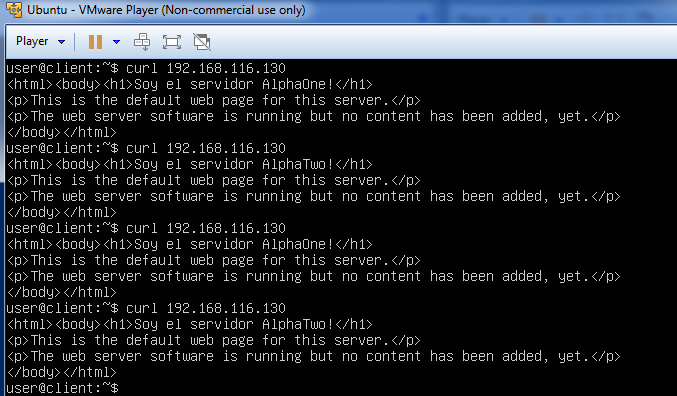 Ubuntu - VMware Player (Non-commercial use only)
Player
user@client:~$ curl 192.168.116.130
<html><body><h1>Soy el servidor AlphaOne!</h1>
<p>This is the default web page for this server.</p>
<p>The web server software is running but no content has been added, yet.</p>
</body></html>
user@client:~$ curl 192.168.116.130
<html><body><h1>Soy el servidor AlphaTwo!</h1>
<p>This is the default web page for this server.</p>
<p>The web server software is running but no content has been added, yet.</p>
</body></html>
user@client:~$ curl 192.168.116.130
<html><body><h1>Soy el servidor AlphaOne!</h1>
<p>This is the default web page for this server.</p>
<p>The web server software is running but no content has been added, yet.</p>
</body></html>
user@client:~$ curl 192.168.116.130
<html><body><h1>Soy el servidor AlphaTwo!</h1>
<p>This is the default web page for this server.</p>
<p>The web server software is running but no content has been added, yet.</p>
</body></html>
user@client:~$